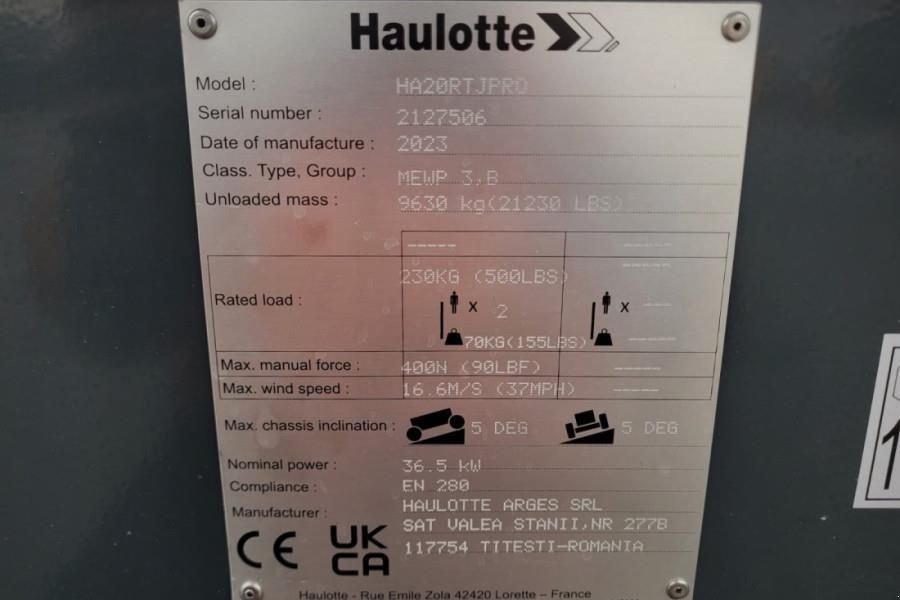 Haulotte
Model : HA20RTJPRO
Serial number : 2127506
Date of manufacture : 2023
Class. Type, Group : MEWP 3,B
Unloaded mass : 9630 kg(21230 LBS)
----- -----
230KG (500LBS) -----
Rated load : X 2 X -----
70KG(155LBS) -----
Max. manual force : 400N (90LBF) -----
Max. wind speed : 16.6M/S (37MPH) -----
Max. chassis inclination : 5 DEG 5 DEG
Nominal power : 36.5 kW
Compliance : EN 280
Manufacturer : HAULOTTE ARGES SRL
SAT VALEA STANII,NR 277B
117754 TITESTI-ROMANIA
CE UK
CA
Haulotte - Rue Emile Zola 42420 Lorette – France